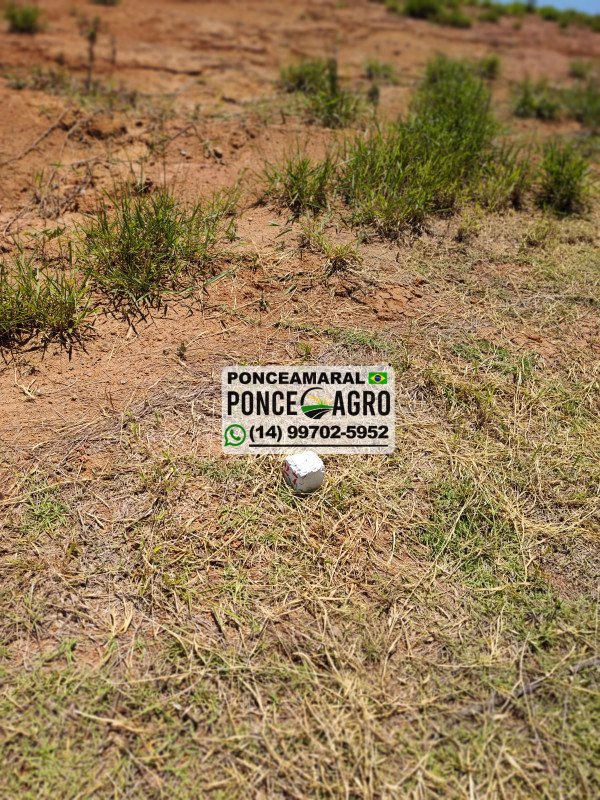 PONCEAMARAL
PONCE AGRO
(14) 99702-5952